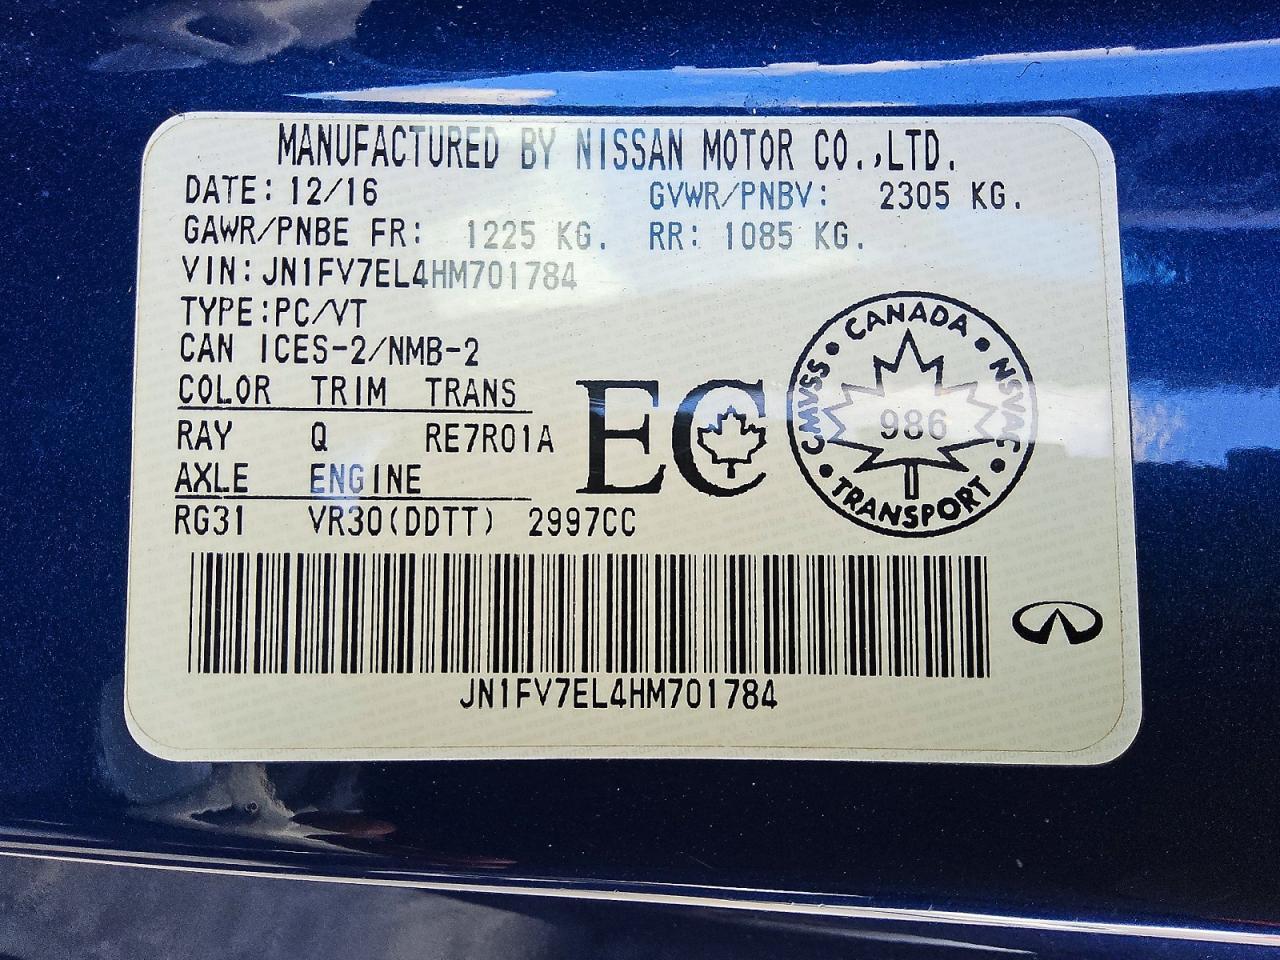 MANUFACTURED BY NISSAN MOTOR CO.,LTD.
DATE: 12/16 GVWR/PNBV: 2305 KG.
GAWR/PNBE FR: 1225 KG. RR: 1085 KG.
VIN: JN1FV7EL4HM701784
TYPE:PC/VT
CAN ICES-2/NMB-2
COLOR TRIM TRANS
RAY Q RE7R01A
AXLE ENGINE
RG31 VR30(DDTT) 2997CC
EC
CANADA
CMVSS • NSVAC
986
TRANSPORT
JN1FV7EL4HM701784